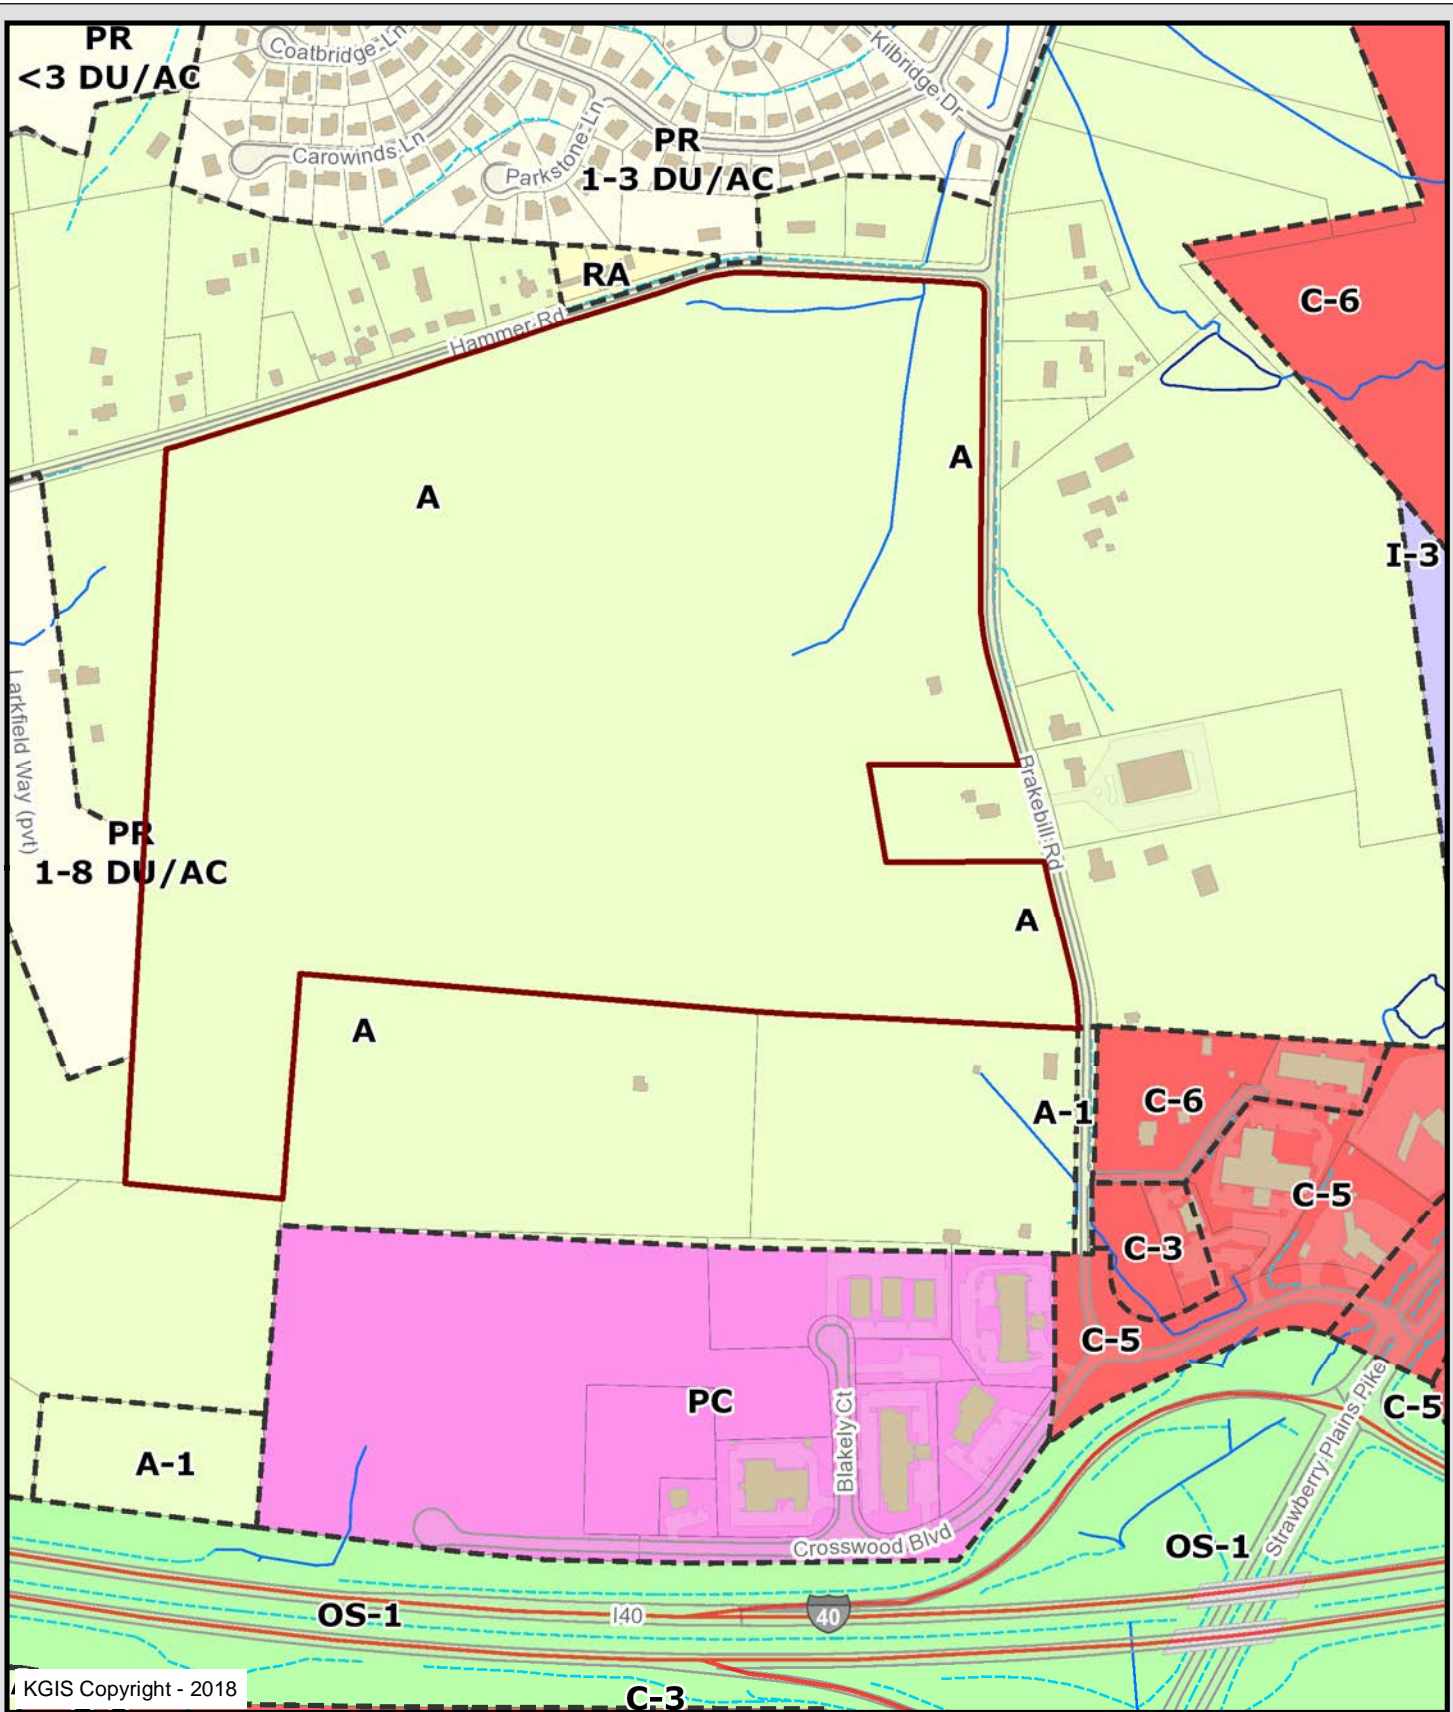 PR
<3 DU/AC
Coatbridge Ln
Kilbridge Dr
Carowinds Ln
Parkstone Ln
PR
1-3 DU/AC
RA
C-6
Hammer Rd
A
A
I-3
Larkfield Way (pvt)
Brakebill Rd
PR
1-8 DU/AC
A
A
A-1
C-6
C-5
C-3
C-5
PC
Blakely Ct
C-5
A-1
Strawberry Plains Pike
Crosswood Blvd
OS-1
OS-1
I40
40
KGIS Copyright - 2018
C-3